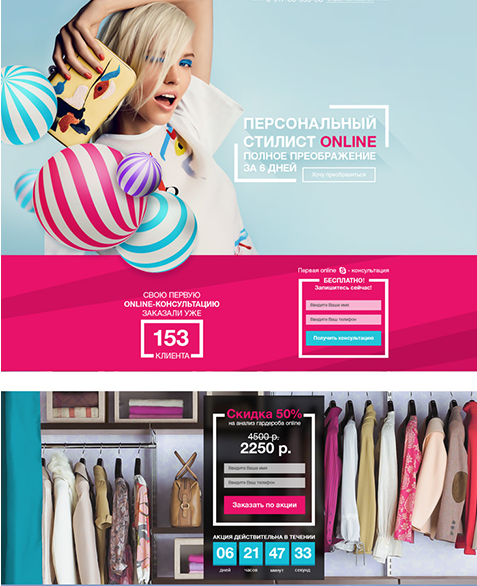 ПЕРСОНАЛЬНЫЙ
СТИЛИСТ ONLINE
ПОЛНОЕ ПРЕОБРАЖЕНИЕ
ЗА 6 ДНЕЙ
Хочу преобразиться
СВОЮ ПЕРВУЮ
ONLINE-КОНСУЛЬТАЦИЮ
ЗАКАЗАЛИ УЖЕ
153
КЛИЕНТА
Первая online - консультация
БЕСПЛАТНО!
Запишитесь сейчас!
Введите Ваше имя
Введите Ваш телефон
Получить консультацию
Скидка 50%
на анализ гардероба online
4500 р.
2250 р.
Введите Ваше имя
Введите Ваш телефон
Заказать по акции
АКЦИЯ ДЕЙСТВИТЕЛЬНА В ТЕЧЕНИИ
06 21 47 33
дней часов минут секунд